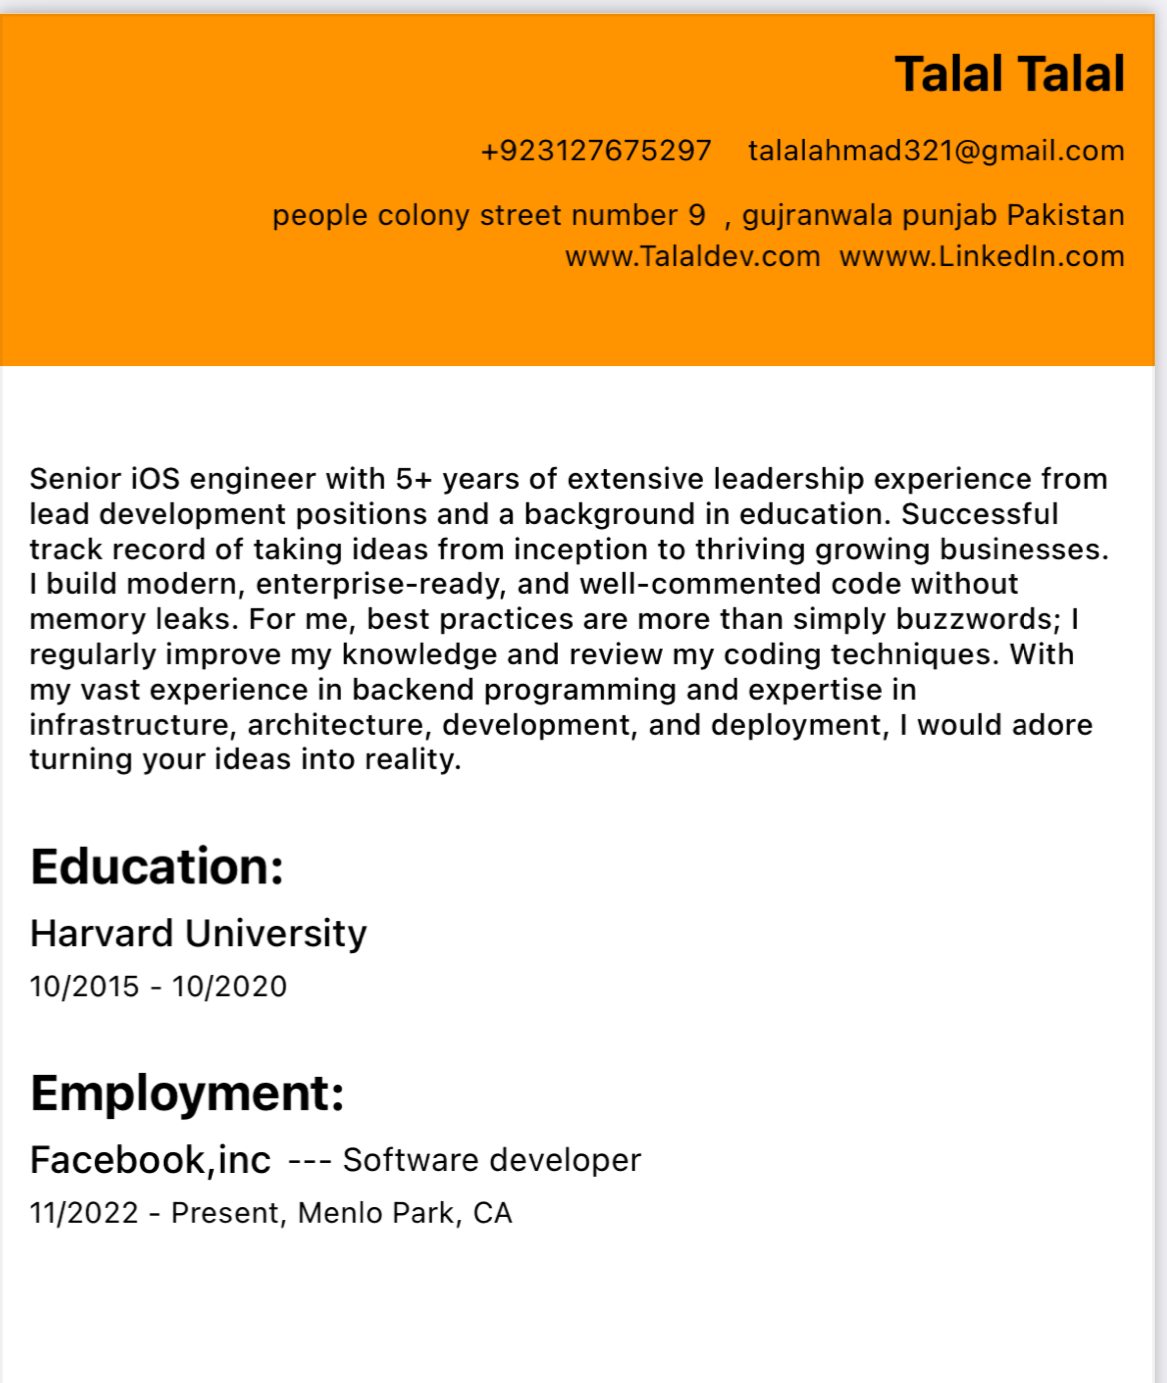 Talal Talal
+923127675297 talalahmad321@gmail.com
people colony street number 9 , gujranwala punjab Pakistan
www.Talaldev.com wwww.LinkedIn.com
Senior iOS engineer with 5+ years of extensive leadership experience from
lead development positions and a background in education. Successful
track record of taking ideas from inception to thriving growing businesses.
I build modern, enterprise-ready, and well-commented code without
memory leaks. For me, best practices are more than simply buzzwords; I
regularly improve my knowledge and review my coding techniques. With
my vast experience in backend programming and expertise in
infrastructure, architecture, development, and deployment, I would adore
turning your ideas into reality.
Education:
Harvard University
10/2015 - 10/2020
Employment:
Facebook,inc --- Software developer
11/2022 - Present, Menlo Park, CA